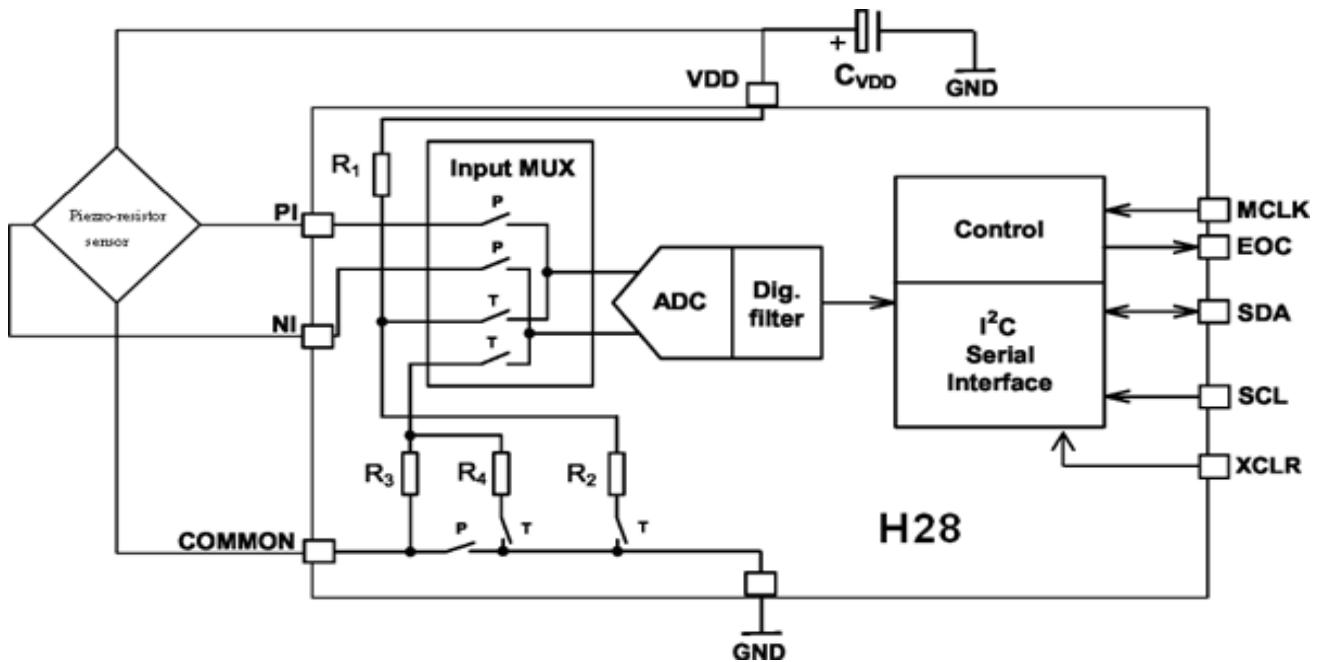 +
C_VDD
GND
VDD
R₁
Input MUX
P
Piezo-resistor
sensor
PI
P
NI
T
T
ADC
Dig.
filter
Control
I²C
Serial
Interface
MCLK
EOC
SDA
SCL
XCLR
R₃
R₄
R₂
P
T
T
COMMON
H28
GND